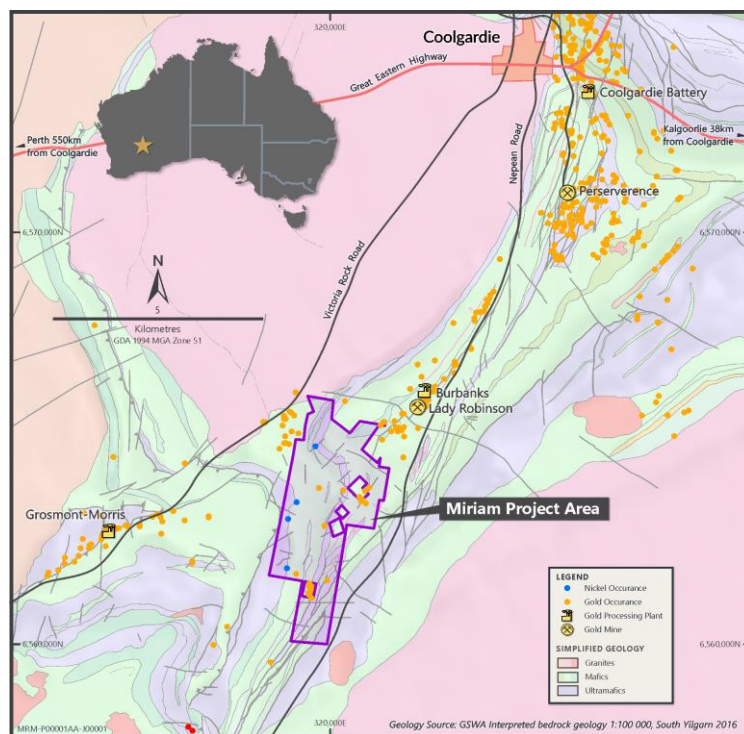 320,000E
Coolgardie
Great Eastern Highway
Coolgardie Battery
Perth 550km
from Coolgardie
Kalgoorlie 38km
from Coolgardie
Nepean Road
Perserverence
6,570,000N
6,570,000N
Victoria Rock Road
N
5
Kilometres
GDA 1994 MGA Zone 51
Burbanks
Lady Robinson
Grosmont-Morris
Miriam Project Area
LEGEND
Nickel Occurance
Gold Occurance
Gold Processing Plant
Gold Mine
SIMPLIFIED GEOLOGY
Granites
Mafics
Ultramafics
6,560,000N
6,560,000N
MRM-P00001AA-J00001
320,000E
Geology Source: GSWA Interpreted bedrock geology 1:100 000, South Yilgarn 2016